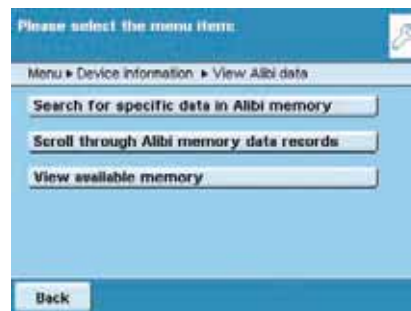 Please select the menu item:
Menu ▸ Device information ▸ View Alibi data
Search for specific data in Alibi memory
Scroll through Alibi memory data records
View available memory
Back